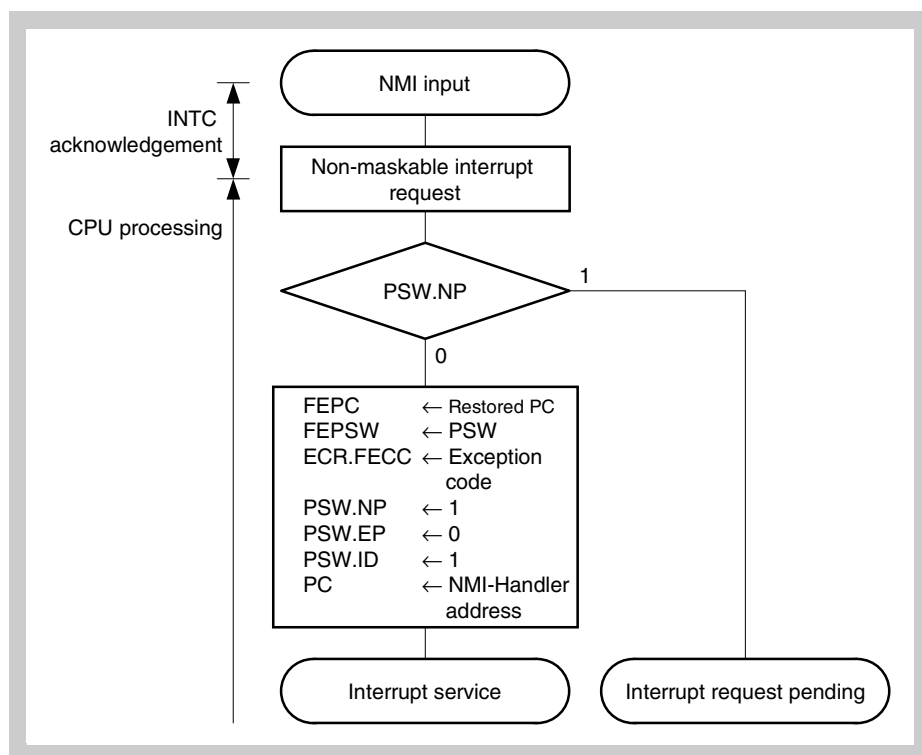 NMI input
INTC
acknowledgement
Non-maskable interrupt
request
CPU processing
PSW.NP
1
0
FEPC ← Restored PC
FEPSW ← PSW
ECR.FECC ← Exception
code
PSW.NP ← 1
PSW.EP ← 0
PSW.ID ← 1
PC ← NMI-Handler
address
Interrupt service
Interrupt request pending